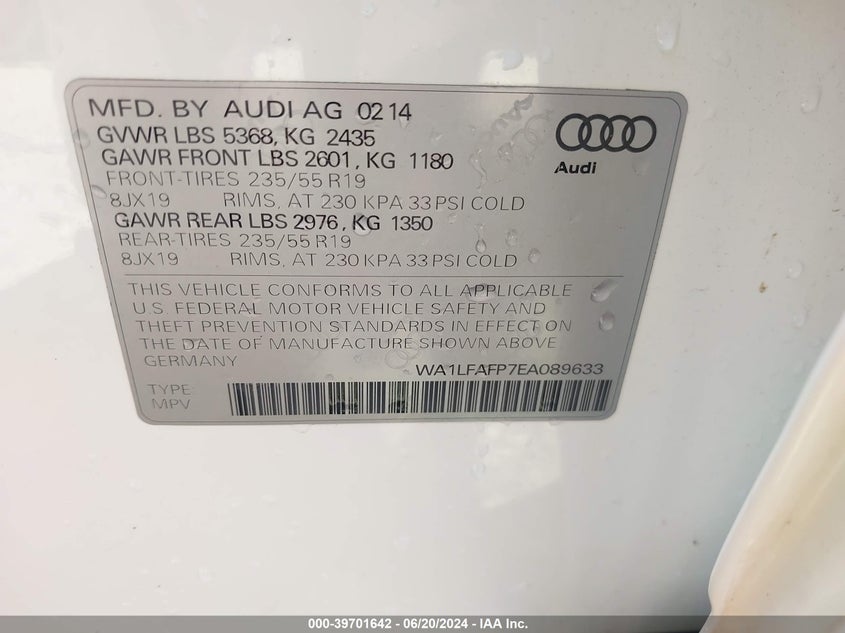 MFD. BY AUDI AG 02 14
GVWR LBS 5368, KG 2435
GAWR FRONT LBS 2601, KG 1180
FRONT-TIRES 235/55 R19
8JX19 RIMS, AT 230 KPA 33 PSI COLD
GAWR REAR LBS 2976, KG 1350
REAR-TIRES 235/55 R19
8JX19 RIMS, AT 230 KPA 33 PSI COLD
Audi
THIS VEHICLE CONFORMS TO ALL APPLICABLE
U.S. FEDERAL MOTOR VEHICLE SAFETY AND
THEFT PREVENTION STANDARDS IN EFFECT ON
THE DATE OF MANUFACTURE SHOWN ABOVE
GERMANY
WA1LFAFP7EA089633
TYPE
MPV
000-39701642 - 06/20/2024 - IAA Inc.